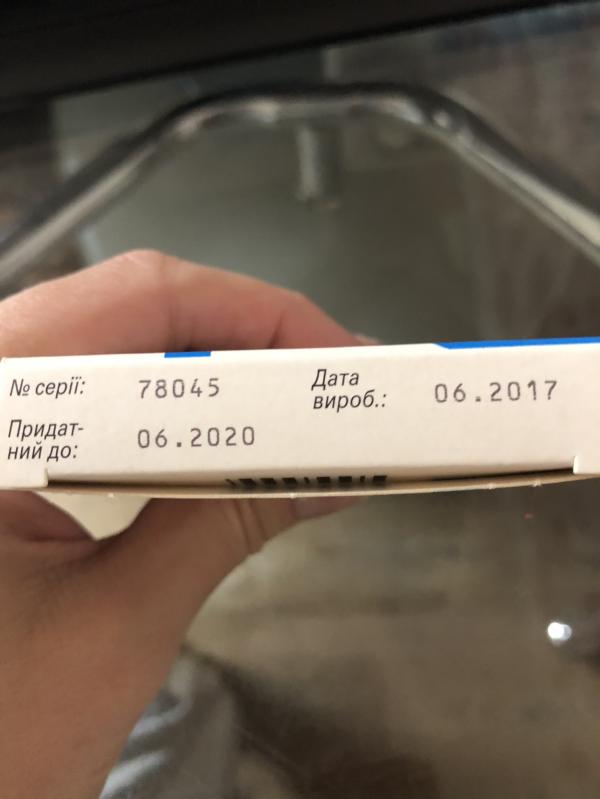 № серії: 78045
Дата
вироб.: 06.2017
Придат-
ний до: 06.2020